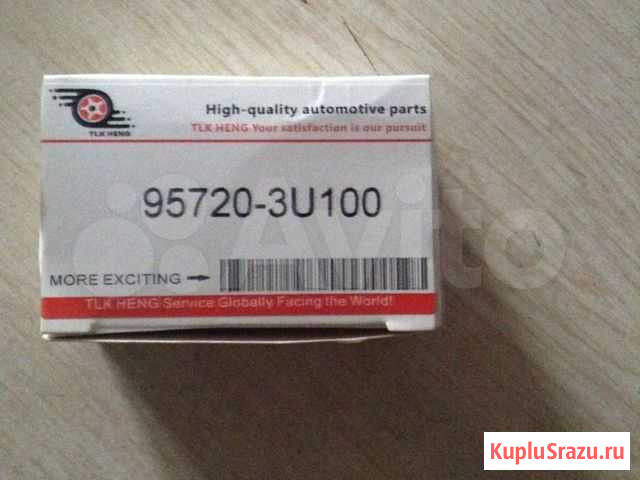 High-quality automotive parts
TLK HENG
TLK HENG Your satisfaction is our pursuit
95720-3U100
MORE EXCITING →
TLK HENG Service Globally Facing the World!
Avito
KupluSrazu.ru